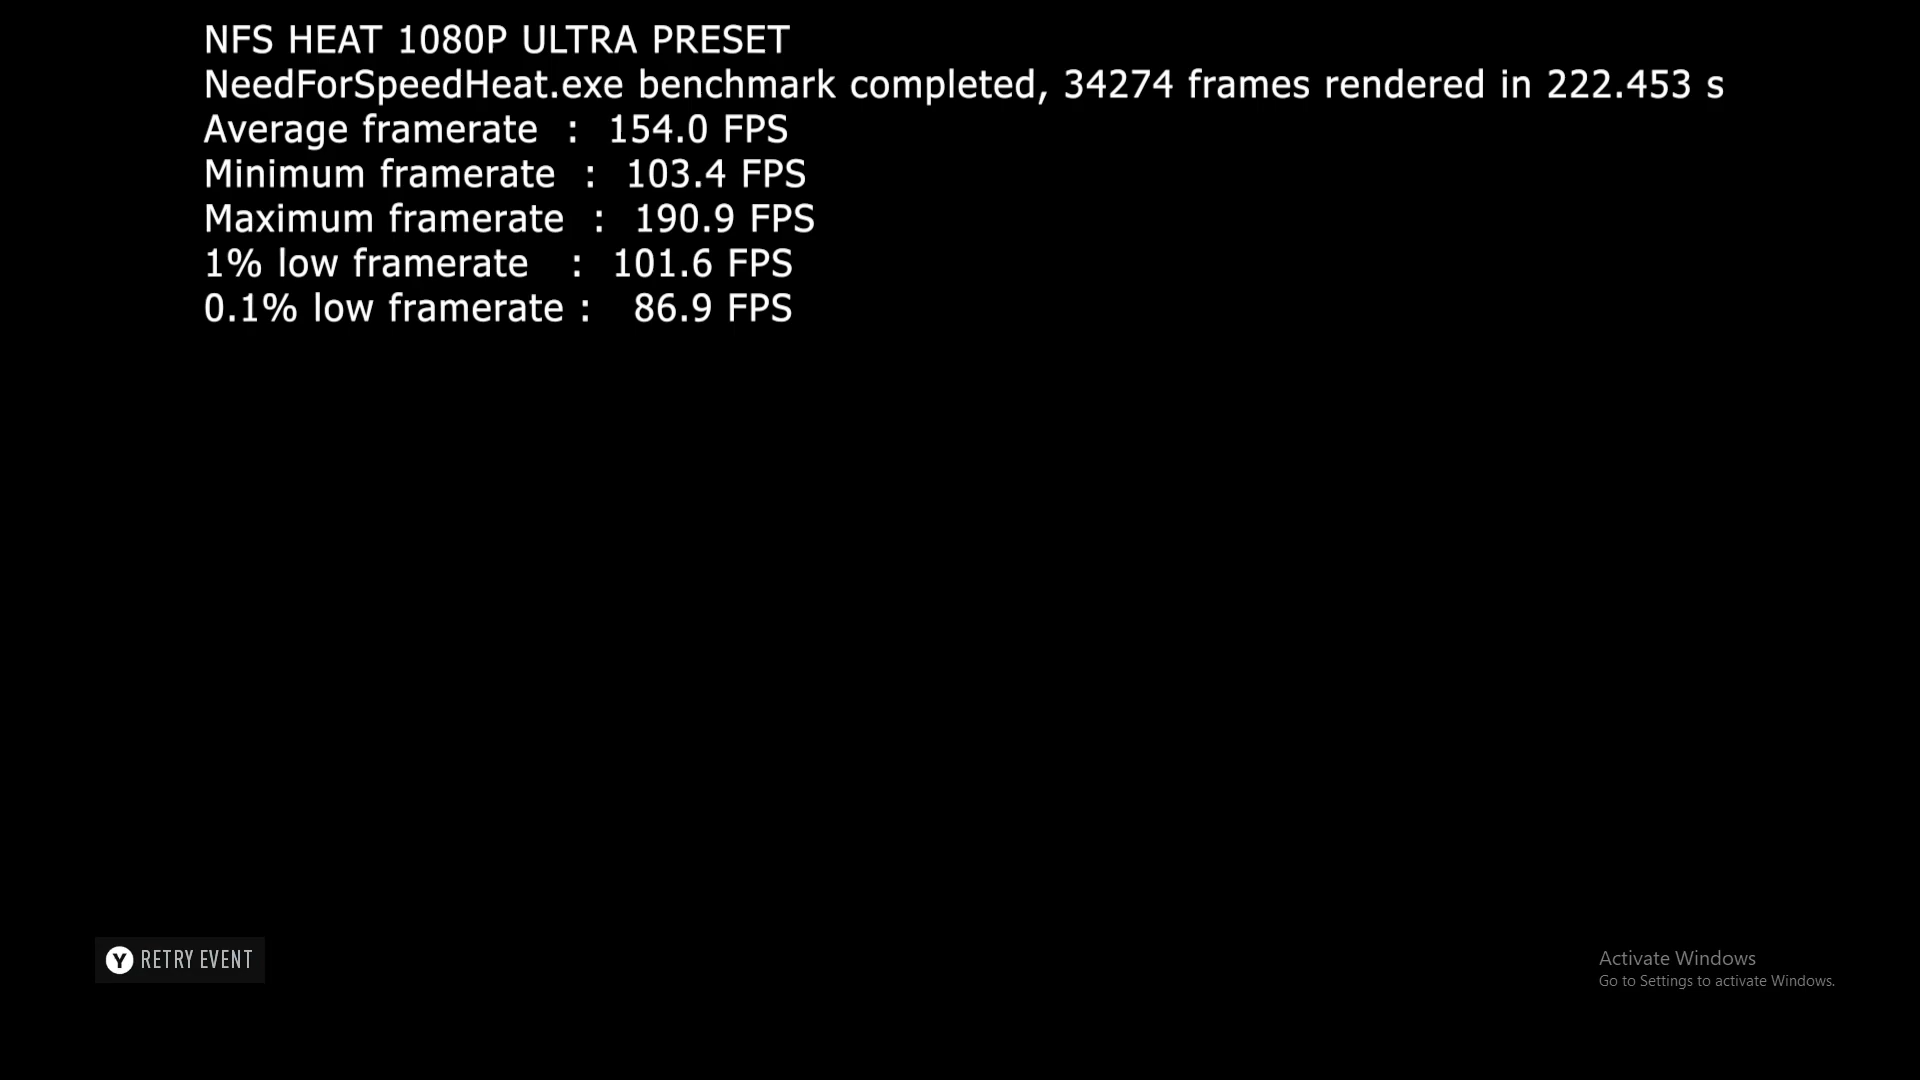 NFS HEAT 1080P ULTRA PRESET
NeedForSpeedHeat.exe benchmark completed, 34274 frames rendered in 222.453 s
Average framerate : 154.0 FPS
Minimum framerate : 103.4 FPS
Maximum framerate : 190.9 FPS
1% low framerate : 101.6 FPS
0.1% low framerate : 86.9 FPS
Y RETRY EVENT
Activate Windows
Go to Settings to activate Windows.